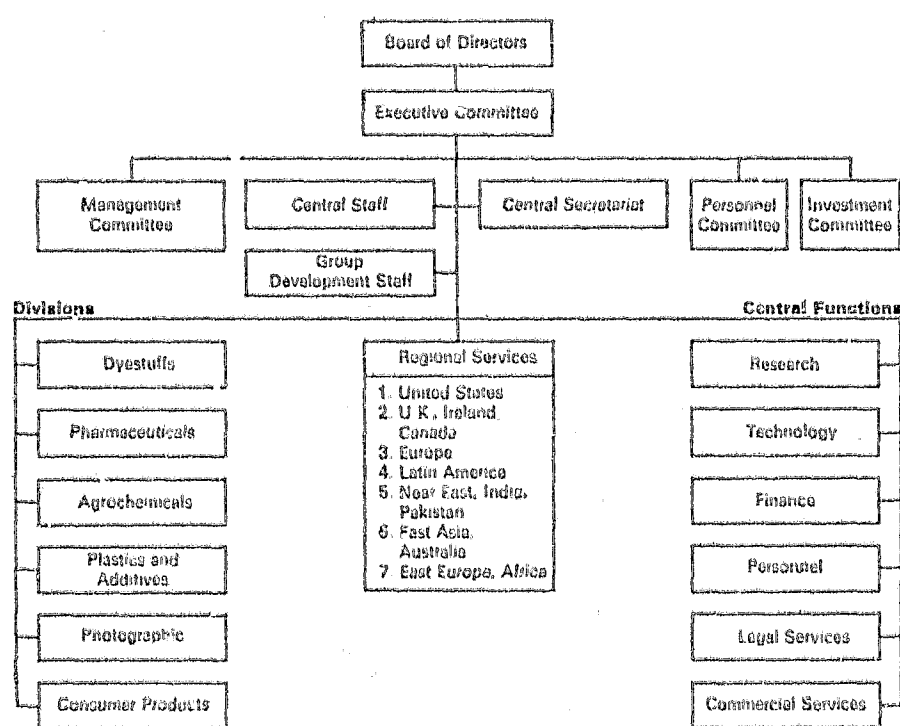 Board of Directors
Executive Committee
Management
Committee
Central Staff
Central Secretariat
Personnel
Committee
Investment
Committee
Group
Development Staff
Divisions
Central Functions
Dyestuffs
Pharmaceuticals
Agrochemicals
Plastics and
Additives
Photographic
Consumer Products
Regional Services
1. United States
2. U K., Ireland,
Canada
3. Europe
4. Latin America
5. Near East, India,
Pakistan
6. East Asia,
Australia
7. East Europe, Africa
Research
Technology
Finance
Personnel
Legal Services
Commercial Services